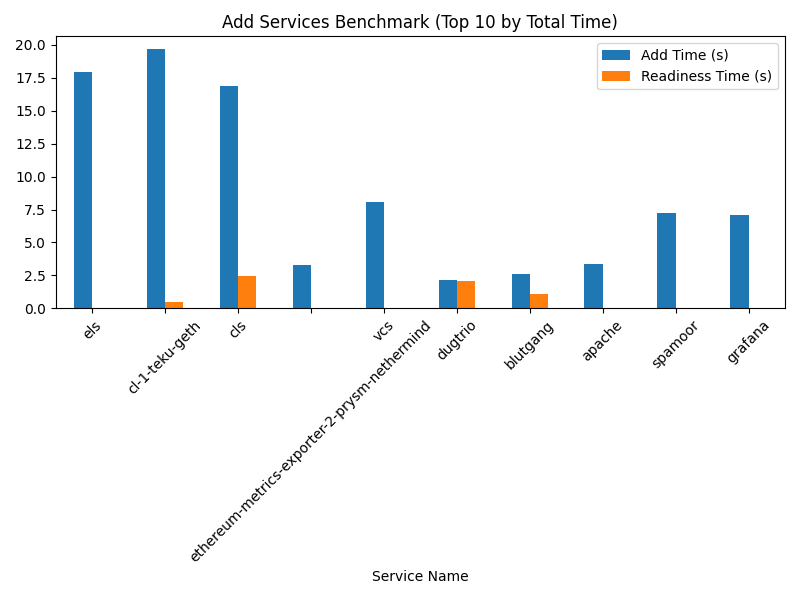 Add Services Benchmark (Top 10 by Total Time)
Add Time (s)
Readiness Time (s)
20.0
17.5
15.0
12.5
10.0
7.5
5.0
2.5
0.0
els
cl-1-teku-geth
cls
ethereum-metrics-exporter-2-prysm-nethermind
vcs
dugtrio
blutgang
apache
spamoor
grafana
Service Name